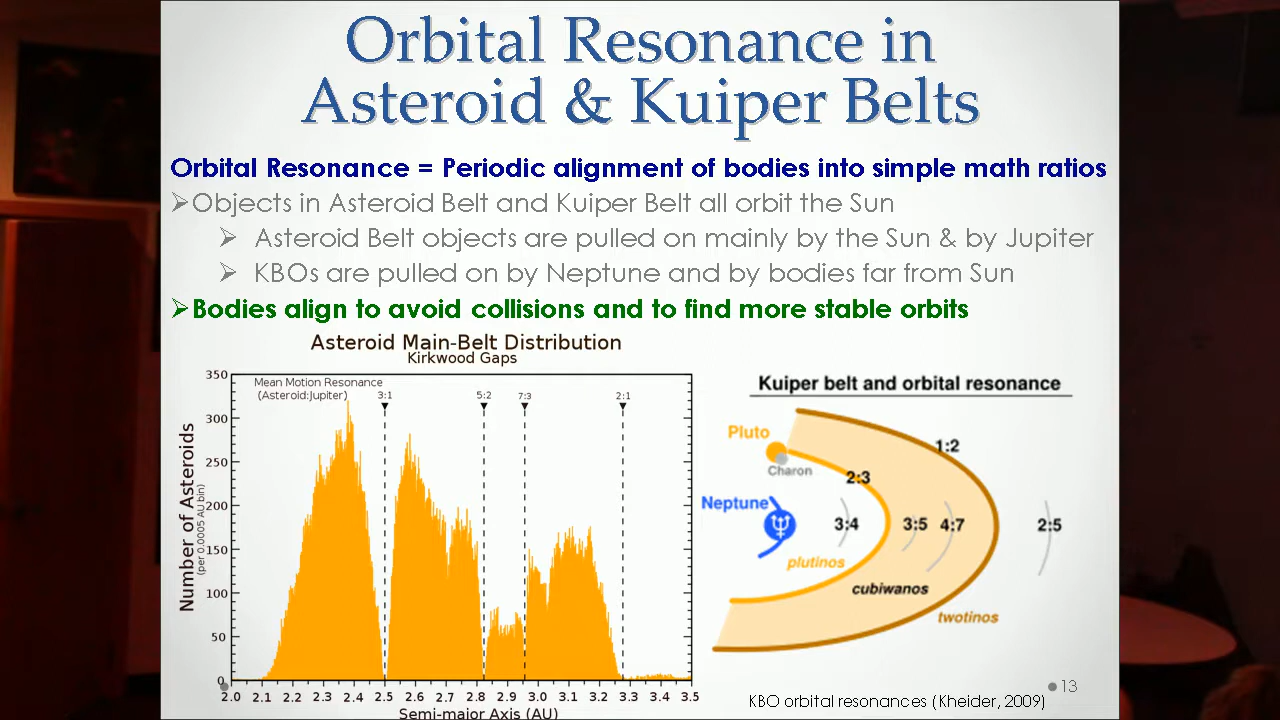 Orbital Resonance in
Asteroid & Kuiper Belts
Orbital Resonance = Periodic alignment of bodies into simple math ratios
➢Objects in Asteroid Belt and Kuiper Belt all orbit the Sun
➢ Asteroid Belt objects are pulled on mainly by the Sun & by Jupiter
➢ KBOs are pulled on by Neptune and by bodies far from Sun
➢Bodies align to avoid collisions and to find more stable orbits
Asteroid Main-Belt Distribution
Kirkwood Gaps
Mean Motion Resonance
(Asteroid:Jupiter)
3:1
5:2
7:3
2:1
Number of Asteroids
(per 0.0005 AU bin)
350
300
250
200
150
100
50
0
2.0 2.1 2.2 2.3 2.4 2.5 2.6 2.7 2.8 2.9 3.0 3.1 3.2 3.3 3.4 3.5
Semi-major Axis (AU)
Kuiper belt and orbital resonance
Pluto
Charon
Neptune
1:2
2:3
3:4
3:5
4:7
2:5
plutinos
cubiwanos
twotinos
KBO orbital resonances (Kheider, 2009)
13